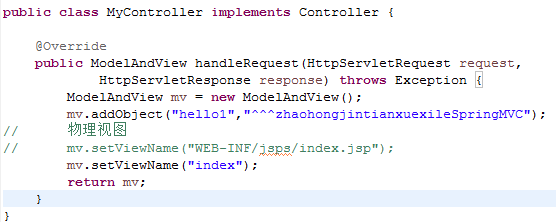 public class MyController implements Controller {
@Override
public ModelAndView handleRequest(HttpServletRequest request,
HttpServletResponse response) throws Exception {
ModelAndView mv = new ModelAndView();
mv.addObject("hello1","^^^zhaohongjintianxuexileSpringMVC");
// 物理视图
// mv.setViewName("WEB-INF/jsps/index.jsp");
mv.setViewName("index");
return mv;
}
}